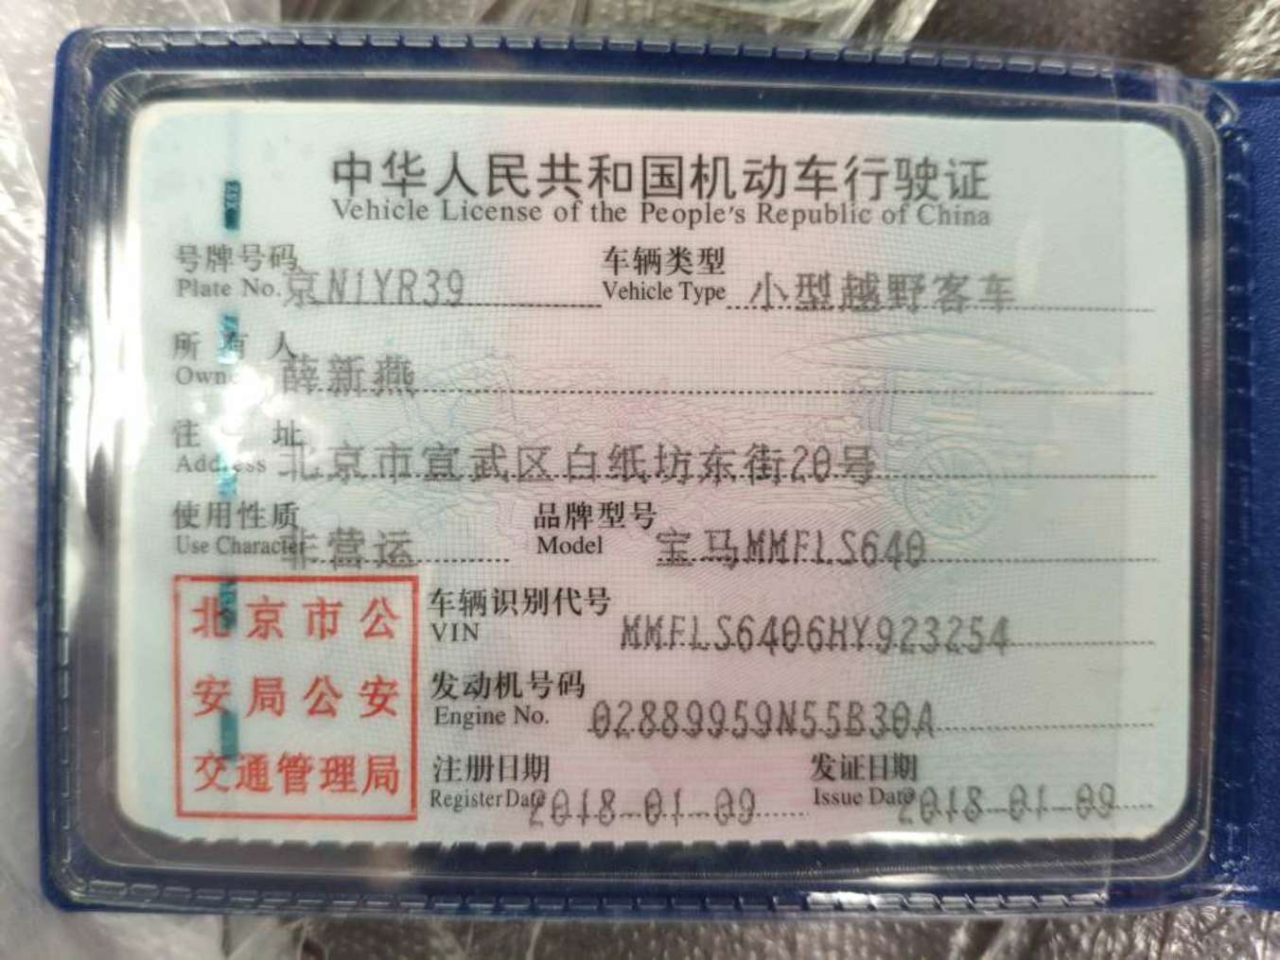 中华人民共和国机动车行驶证
Vehicle License of the People's Republic of China
号牌号码 京N1YR39 车辆类型 小型越野客车
Plate No. Vehicle Type
所有人 薛新燕
Owner
注 址 北京市宣武区白纸坊东街20号
Address
使用性质 非营运 品牌型号 宝马MMFLS640
Use Character Model
北京市公
安局公安
交通管理局
车辆识别代号 MMFLS6406HY923254
VIN
发动机号码 02889959N55B30A
Engine No.
注册日期 2018-01-09 发证日期 2018-01-09
Register Date Issue Date